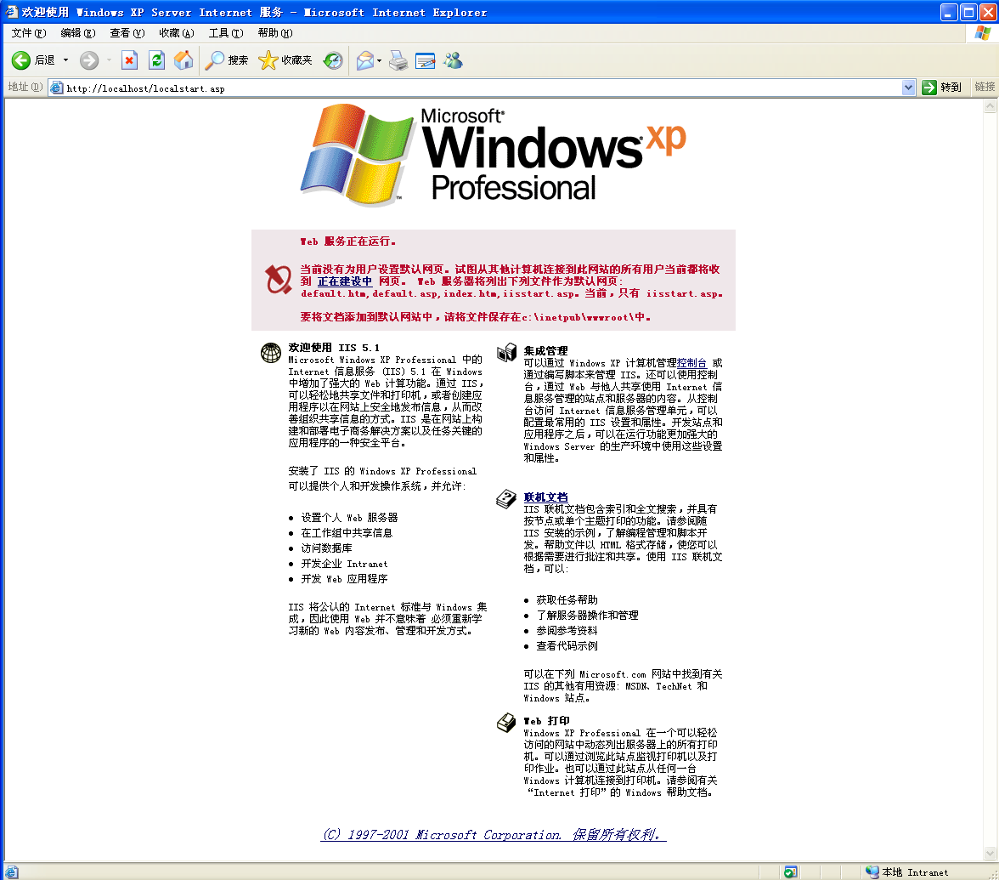 欢迎使用 Windows XP Server Internet 服务 - Microsoft Internet Explorer
文件(F) 编辑(E) 查看(V) 收藏(A) 工具(T) 帮助(H)
后退 搜索 收藏夹
地址(D) http://localhost/localstart.asp 转到 链接
Microsoft®
Windows® xp
Professional
™
Web 服务正在运行。
当前没有为用户设置默认网页。试图从其他计算机连接到此网站的所有用户当前都将收
到 正在建设中 网页。 Web 服务器将列出下列文件作为默认网页:
default.htm,default.asp,index.htm,iisstart.asp。当前,只有 iisstart.asp。
要将文档添加到默认网站中,请将文件保存在c:\inetpub\wwwroot\中。
欢迎使用 IIS 5.1
Microsoft Windows XP Professional 中的
Internet 信息服务 (IIS) 5.1 在 Windows
中增加了强大的 Web 计算功能。通过 IIS,
可以轻松地共享文件和打印机,或者创建应
用程序以在网站上安全地发布信息,从而改
善组织共享信息的方式。IIS 是在网站上构
建和部署电子商务解决方案以及任务关键的
应用程序的一种安全平台。
安装了 IIS 的 Windows XP Professional
可以提供个人和开发操作系统,并允许:
● 设置个人 Web 服务器
● 在工作组中共享信息
● 访问数据库
● 开发企业 Intranet
● 开发 Web 应用程序
IIS 将公认的 Internet 标准与 Windows 集
成,因此使用 Web 并不意味着 必须重新学
习新的 Web 内容发布、管理和开发方式。
集成管理
可以通过 Windows XP 计算机管理控制台 或
通过编写脚本来管理 IIS。还可以使用控制
台,通过 Web 与他人共享使用 Internet 信
息服务管理的站点和服务器的内容。从控制
台访问 Internet 信息服务管理单元,可以
配置最常用的 IIS 设置和属性。开发站点和
应用程序之后,可以在运行功能更加强大的
Windows Server 的生产环境中使用这些设置
和属性。
联机文档
IIS 联机文档包含索引和全文搜索,并具有
按节点或单个主题打印的功能。请参阅随
IIS 安装的示例,了解编程管理和脚本开
发。帮助文件以 HTML 格式存储,使您可以
根据需要进行批注和共享。使用 IIS 联机文
档,可以:
● 获取任务帮助
● 了解服务器操作和管理
● 参阅参考资料
● 查看代码示例
可以在下列 Microsoft.com 网站中找到有关
IIS 的其他有用资源: MSDN、TechNet 和
Windows 站点。
Web 打印
Windows XP Professional 在一个可以轻松
访问的网站中动态列出服务器上的所有打印
机。可以通过浏览此站点监视打印机以及打
印作业。也可以通过此站点从任何一台
Windows 计算机连接到打印机。请参阅有关
“Internet 打印”的 Windows 帮助文档。
(C) 1997-2001 Microsoft Corporation. 保留所有权利。
本地 Intranet